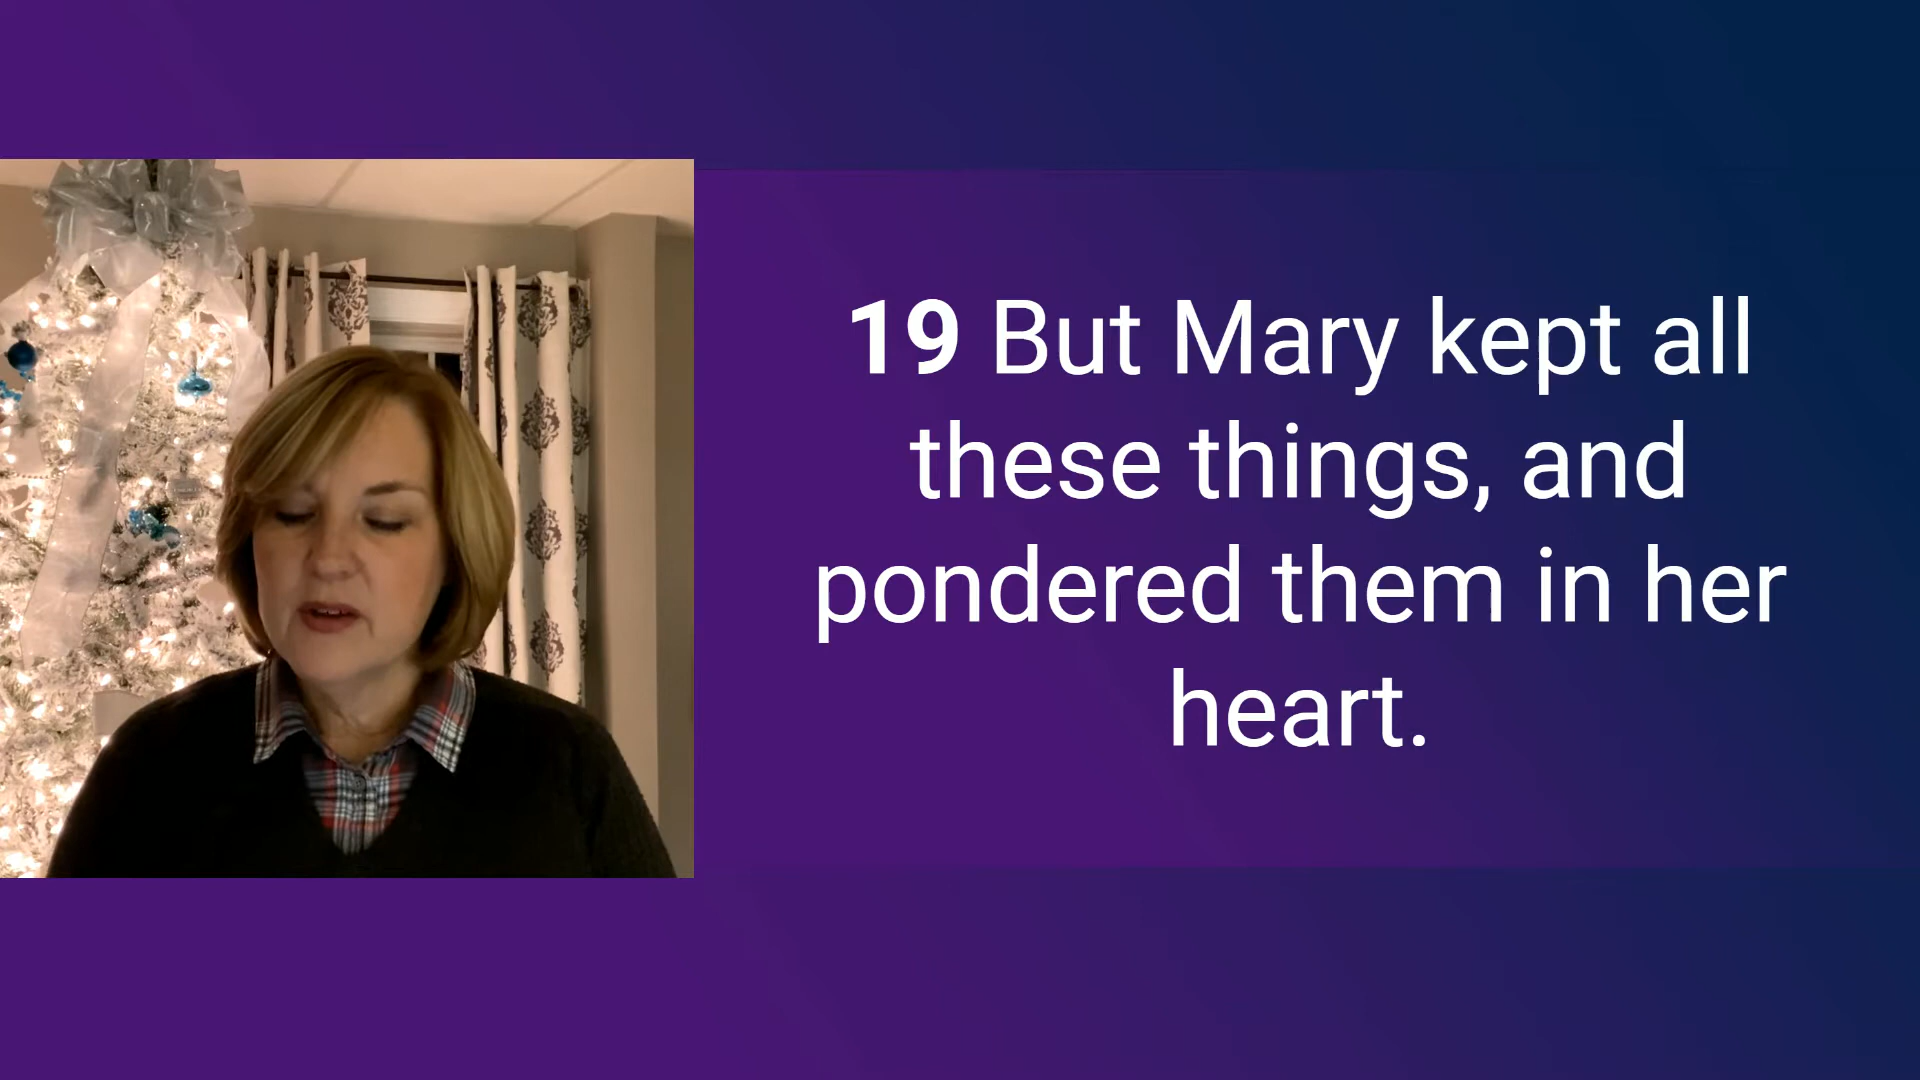 19 But Mary kept all
these things, and
pondered them in her
heart.